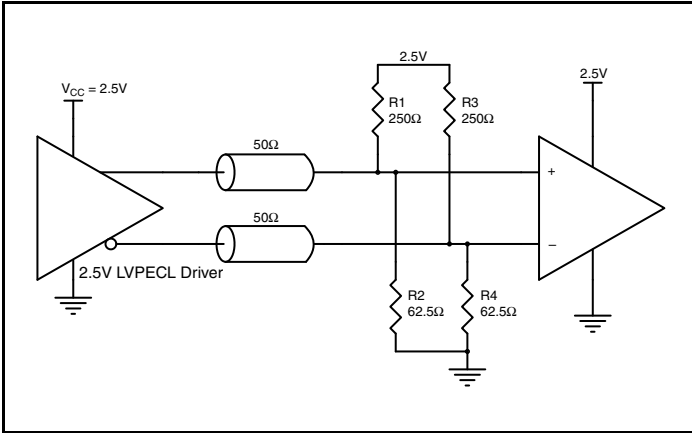 2.5V
2.5V
V_CC = 2.5V
R1
250Ω
R3
250Ω
50Ω
+
50Ω
–
2.5V LVPECL Driver
R2
62.5Ω
R4
62.5Ω